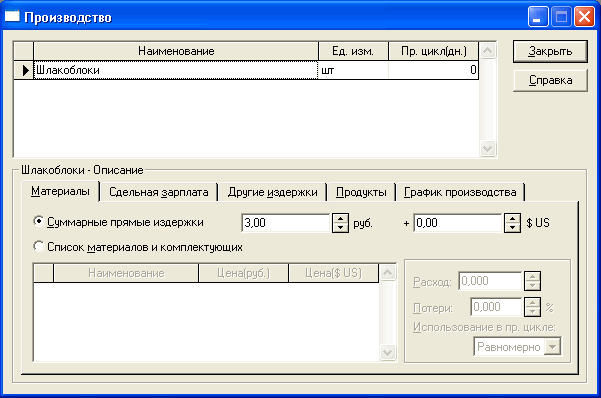 Производство
Наименование Ед. изм. Пр. цикл(дн.)
Шлакоблоки шт 0
Закрыть
Справка
Шлакоблоки - Описание
Материалы Сдельная зарплата Другие издержки Продукты График производства
Суммарные прямые издержки 3,00 руб. + 0,00 $ US
Список материалов и комплектующих
Наименование Цена(руб.) Цена($ US)
Расход: 0,000
Потери: 0,000 %
Использование в пр. цикле:
Равномерно